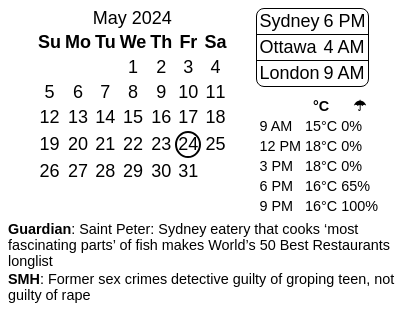 May 2024
Su Mo Tu We Th Fr Sa
1 2 3 4
5 6 7 8 9 10 11
12 13 14 15 16 17 18
19 20 21 22 23 24 25
26 27 28 29 30 31
Sydney 6 PM
Ottawa 4 AM
London 9 AM
°C ☂
9 AM 15°C 0%
12 PM 18°C 0%
3 PM 18°C 0%
6 PM 16°C 65%
9 PM 16°C 100%
Guardian: Saint Peter: Sydney eatery that cooks ‘most
fascinating parts’ of fish makes World’s 50 Best Restaurants
longlist
SMH: Former sex crimes detective guilty of groping teen, not
guilty of rape